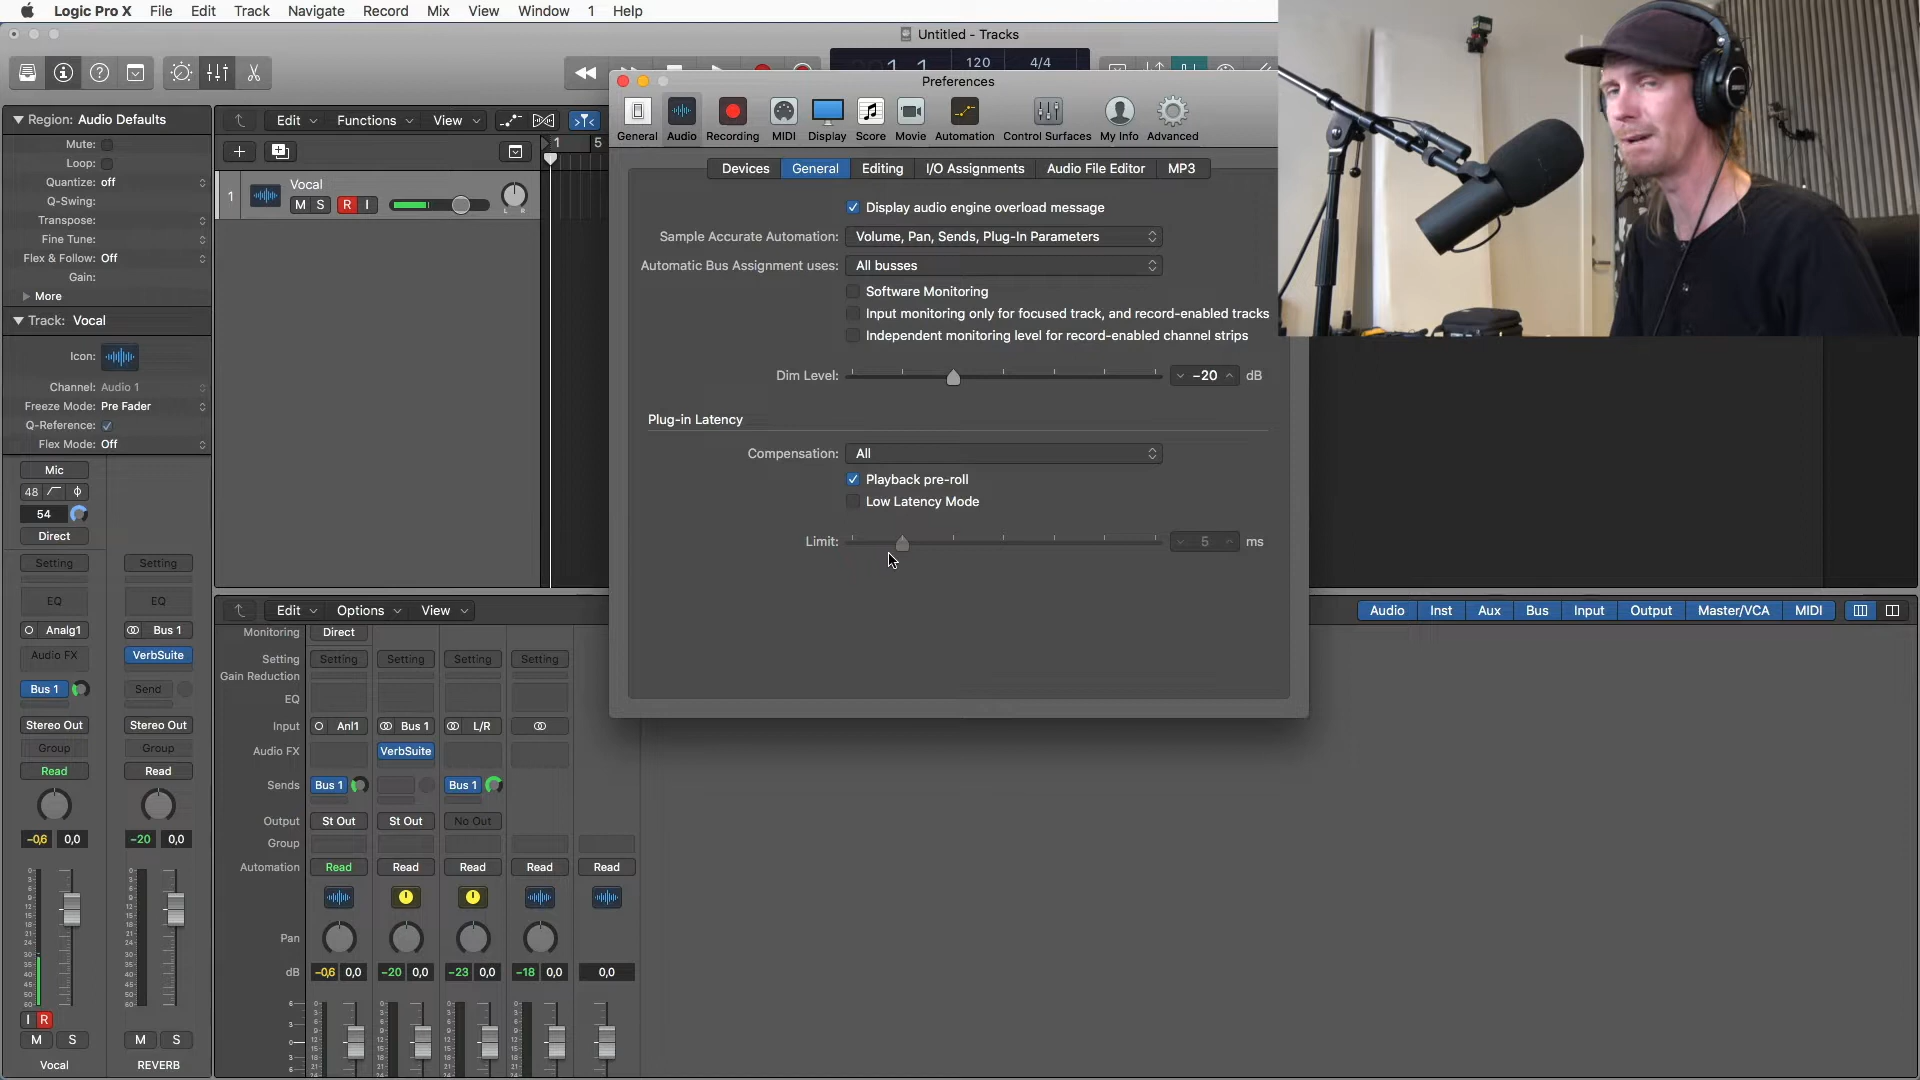 Logic Pro X File Edit Track Navigate Record Mix View Window 1 Help
Untitled - Tracks
120 4/4
Preferences
General Audio Recording MIDI Display Score Movie Automation Control Surfaces My Info Advanced
Devices General Editing I/O Assignments Audio File Editor MP3
Display audio engine overload message
Sample Accurate Automation: Volume, Pan, Sends, Plug-In Parameters
Automatic Bus Assignment uses: All busses
Software Monitoring
Input monitoring only for focused track, and record-enabled tracks
Independent monitoring level for record-enabled channel strips
Dim Level: -20 dB
Plug-in Latency
Compensation: All
Playback pre-roll
Low Latency Mode
Limit: 5 ms
Region: Audio Defaults
Mute:
Loop:
Quantize: off
Q-Swing:
Transpose:
Fine Tune:
Flex & Follow: Off
Gain:
More
Track: Vocal
Icon:
Channel: Audio 1
Freeze Mode: Pre Fader
Q-Reference:
Flex Mode: Off
Edit Functions View
1 5
1 Vocal
M S R I
L R
Mic
48
54
Direct
Setting Setting
EQ EQ
Analg1 Bus 1
Audio FX VerbSuite
Bus 1 Send
Stereo Out Stereo Out
Group Group
Read Read
-0,6 0,0 -20 0,0
I R
M S M S
Vocal REVERB
Edit Options View
Audio Inst Aux Bus Input Output Master/VCA MIDI
Monitoring Direct
Setting Setting Setting Setting Setting
Gain Reduction
EQ
Input Anl1 Bus 1 L/R
Audio FX VerbSuite
Sends Bus 1 Bus 1
Output St Out St Out No Out
Group
Automation Read Read Read Read Read
Pan
dB -0,6 0,0 -20 0,0 -23 0,0 -18 0,0 0,0